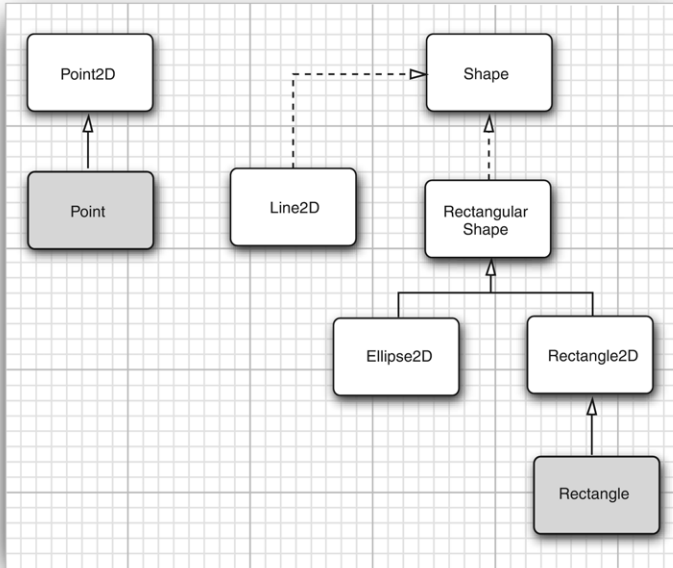 Point2D
Shape
Point
Line2D
Rectangular
Shape
Ellipse2D
Rectangle2D
Rectangle